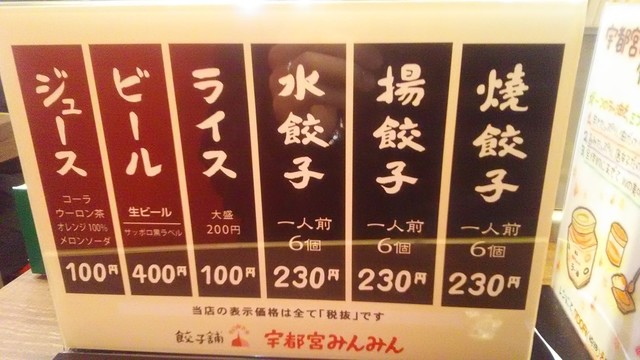 焼餃子
一人前
6個
230円
揚餃子
一人前
6個
230円
水餃子
一人前
6個
230円
ライス
大盛
200円
100円
ビール
生ビール
サッポロ黒ラベル
400円
ジュース
コーラ
ウーロン茶
オレンジ100%
メロンソーダ
100円
当店の表示価格は全て「税抜」です
餃子舗 宇都宮みんみん
宇都宮